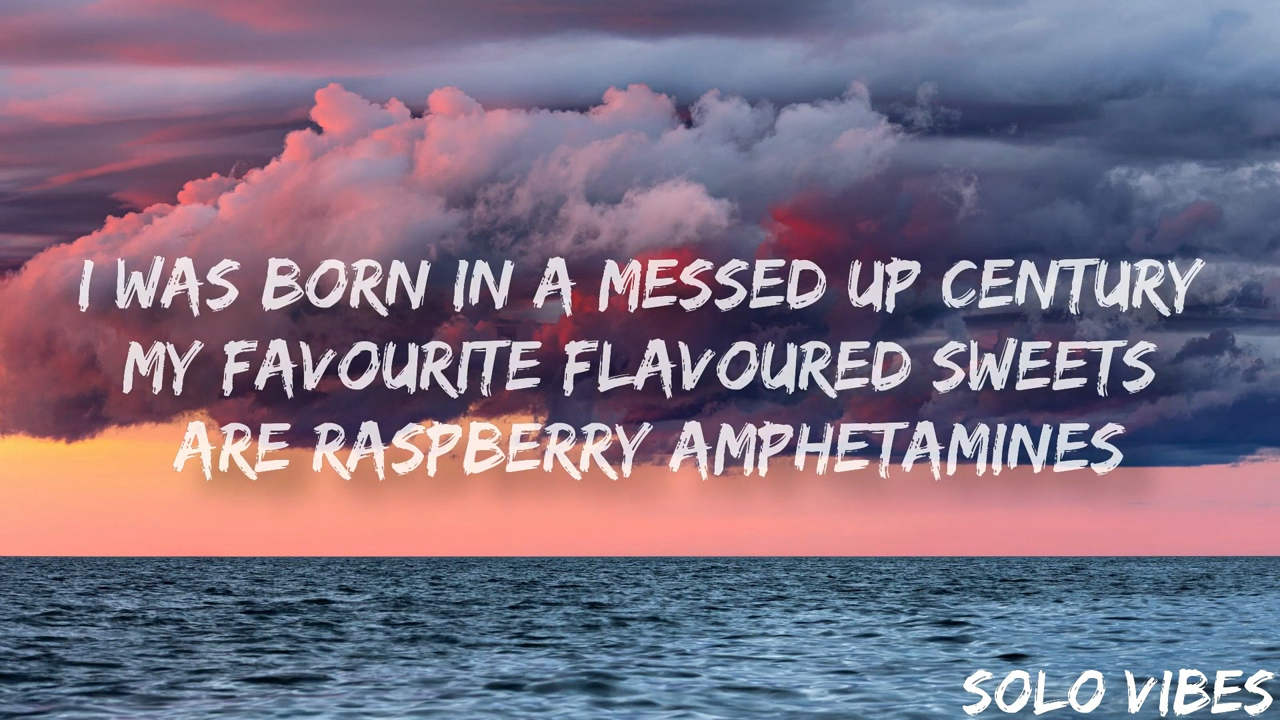 I WAS BORN IN A MESSED UP CENTURY
MY FAVOURITE FLAVOURED SWEETS
ARE RASPBERRY AMPHETAMINES
SOLO VIBES